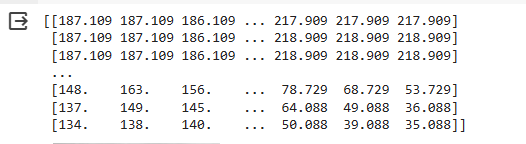 [[187.109 187.109 186.109 ... 217.909 217.909 217.909]
[187.109 187.109 186.109 ... 218.909 218.909 218.909]
[187.109 187.109 186.109 ... 218.909 218.909 218.909]
...
[148. 163. 156. ... 78.729 68.729 53.729]
[137. 149. 145. ... 64.088 49.088 36.088]
[134. 138. 140. ... 50.088 39.088 35.088]]